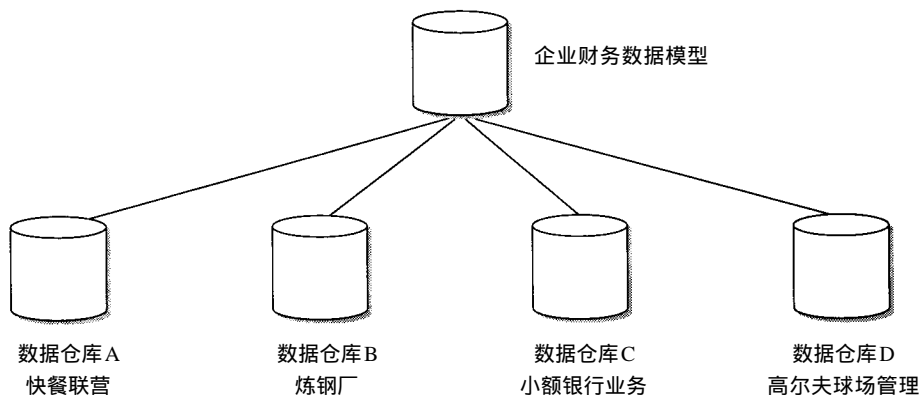 企业财务数据模型
数据仓库A
快餐联营
数据仓库B
炼钢厂
数据仓库C
小额银行业务
数据仓库D
高尔夫球场管理